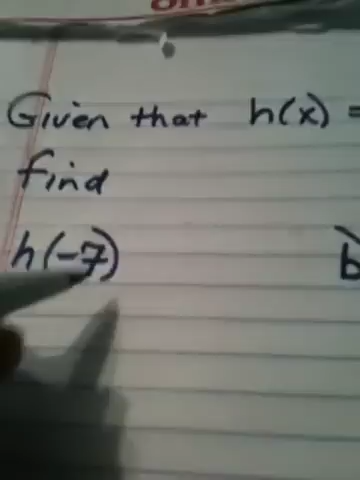 Given that h(x) =
find
h(-7) b